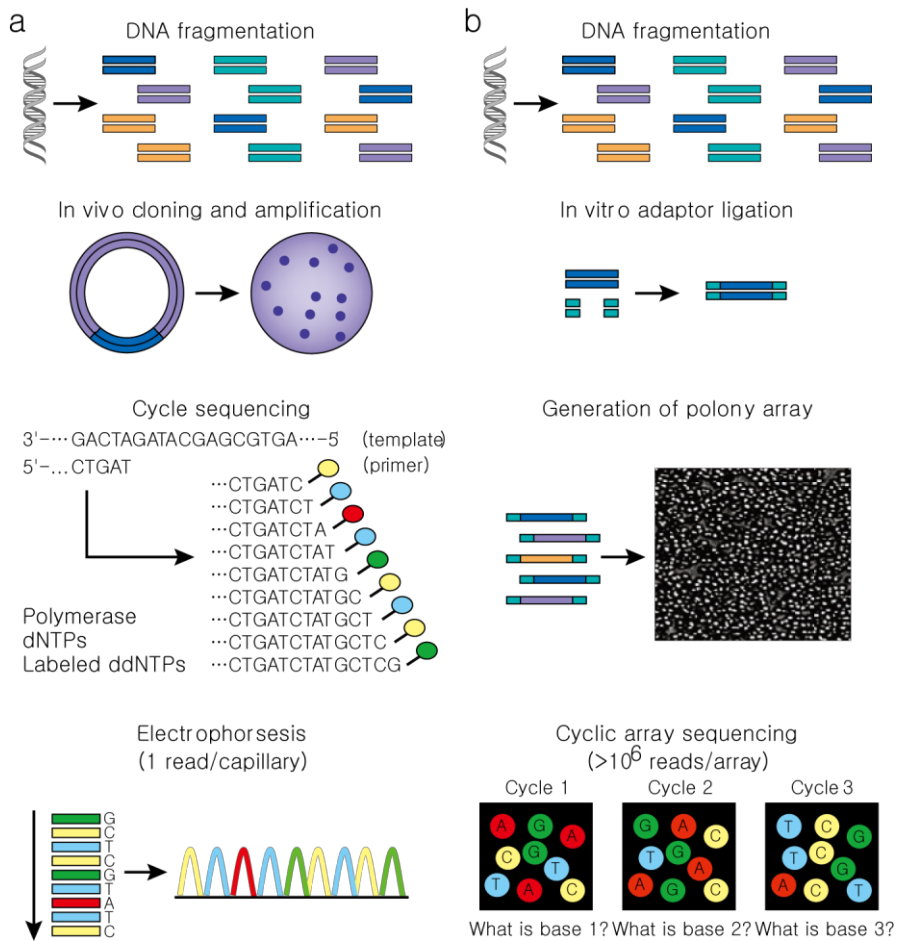 a
DNA fragmentation
In vivo cloning and amplification
Cycle sequencing
3'-··· GACTAGATACGAGCGTGA···-5' (template)
5'-... CTGAT (primer)
···CTGATC
···CTGATCT
···CTGATCTA
···CTGATCTAT
···CTGATCTATG
···CTGATCTATGC
···CTGATCTATGCT
···CTGATCTATGCTC
···CTGATCTATGCTCG
Polymerase
dNTPs
Labeled ddNTPs
Electrophorsesis
(1 read/capillary)
G
C
T
C
G
T
A
T
C
b
DNA fragmentation
In vitro adaptor ligation
Generation of polony array
Cyclic array sequencing
(>10⁶ reads/array)
Cycle 1
A G A
C G
T A T C
What is base 1?
Cycle 2
G A C
T G A
A G C
What is base 2?
Cycle 3
T C G
T C G
A C T
What is base 3?